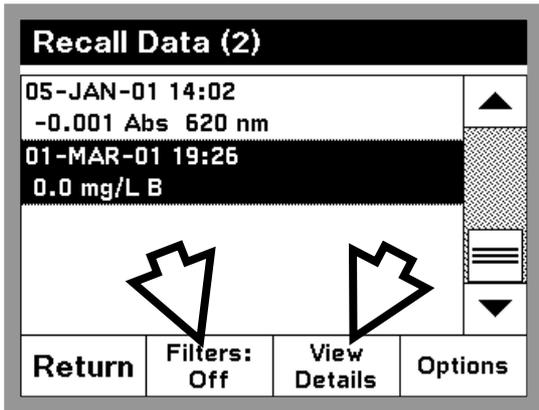 Recall Data (2)
05-JAN-01 14:02
-0.001 Abs 620 nm
01-MAR-01 19:26
0.0 mg/L B
Return
Filters:
Off
View
Details
Options